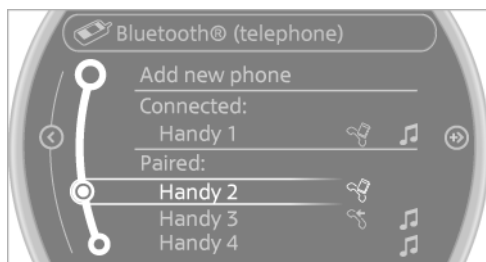 Bluetooth® (telephone)
Add new phone
Connected:
Handy 1
Paired:
Handy 2
Handy 3
Handy 4